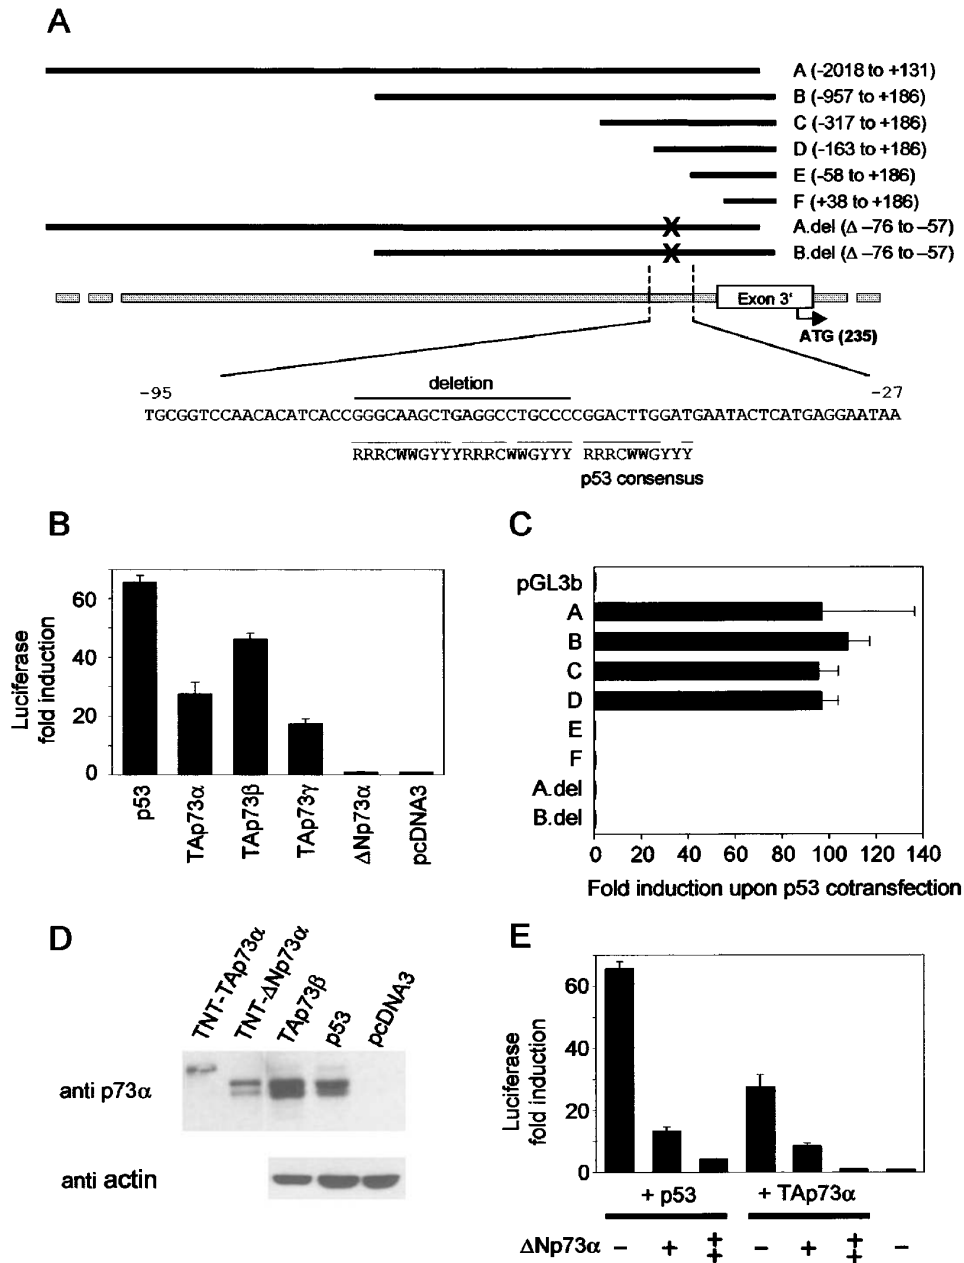 A
A (-2018 to +131)
B (-957 to +186)
C (-317 to +186)
D (-163 to +186)
E (-58 to +186)
F (+38 to +186)
A.del (Δ –76 to –57)
B.del (Δ –76 to –57)
Exon 3'
ATG (235)
deletion
-95
-27
TGCGGTCCAACACATCACCGGGCAAGCTGAGGCCTGCCCCGGACTTGGATGAATACTCATGAGGAATAA
RRRCWWGYYYRRRCWWGYYY RRRCWWGYYY
p53 consensus
B
Luciferase
fold induction
60
40
20
0
p53
TAp73α
TAp73β
TAp73γ
ΔNp73α
pcDNA3
C
pGL3b
A
B
C
D
E
F
A.del
B.del
0 20 40 60 80 100 120 140
Fold induction upon p53 cotransfection
D
TNT-TAp73α
TNT-ΔNp73α
TAp73β
p53
pcDNA3
anti p73α
anti actin
E
Luciferase
fold induction
60
40
20
0
+ p53
+ TAp73α
ΔNp73α − + ++ − + ++ −